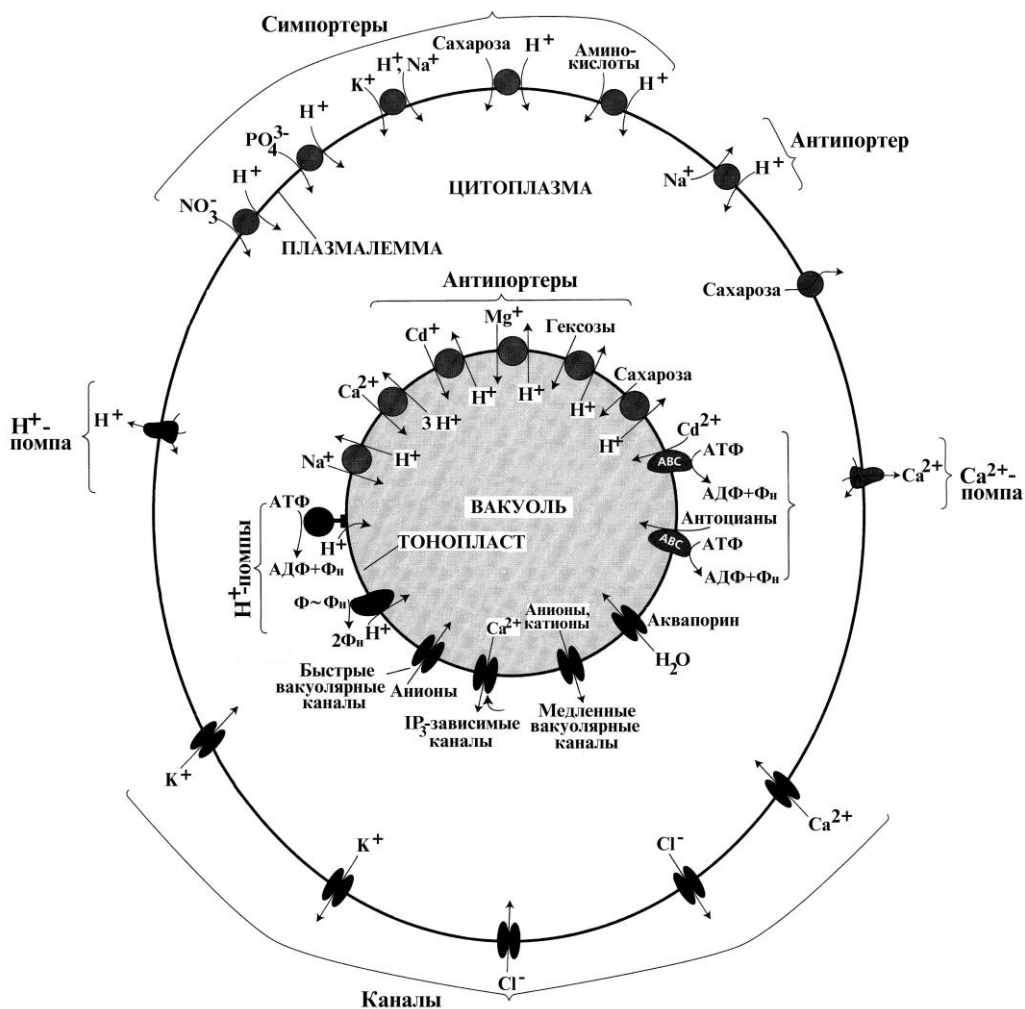 Симпортеры
Сахароза H+
H+, Na+
K+
Амино-
кислоты
H+
H+
PO4 3-
H+
NO3 -
ПЛАЗМАЛЕММА
ЦИТОПЛАЗМА
Антипортер
Na+
H+
Сахароза
Антипортеры
Mg+
Cd+
Гексозы
Ca2+
Сахароза
H+
H+
H+
3 H+
H+
Na+
H+
Cd2+
ABC
АТФ
АДФ+Фн
H+-
помпа
H+
Ca2+
Ca2+-
помпа
ВАКУОЛЬ
ТОНОПЛАСТ
Антоцианы
ABC
АТФ
АДФ+Фн
H+-помпы
АТФ
H+
АДФ+Фн
Ф~Фн
2Фн
H+
Быстрые
вакуолярные
каналы
Анионы
Ca2+
IP3-зависимые
каналы
Анионы,
катионы
Медленные
вакуолярные
каналы
Аквапорин
H2O
K+
K+
Cl-
Cl-
Ca2+
Каналы